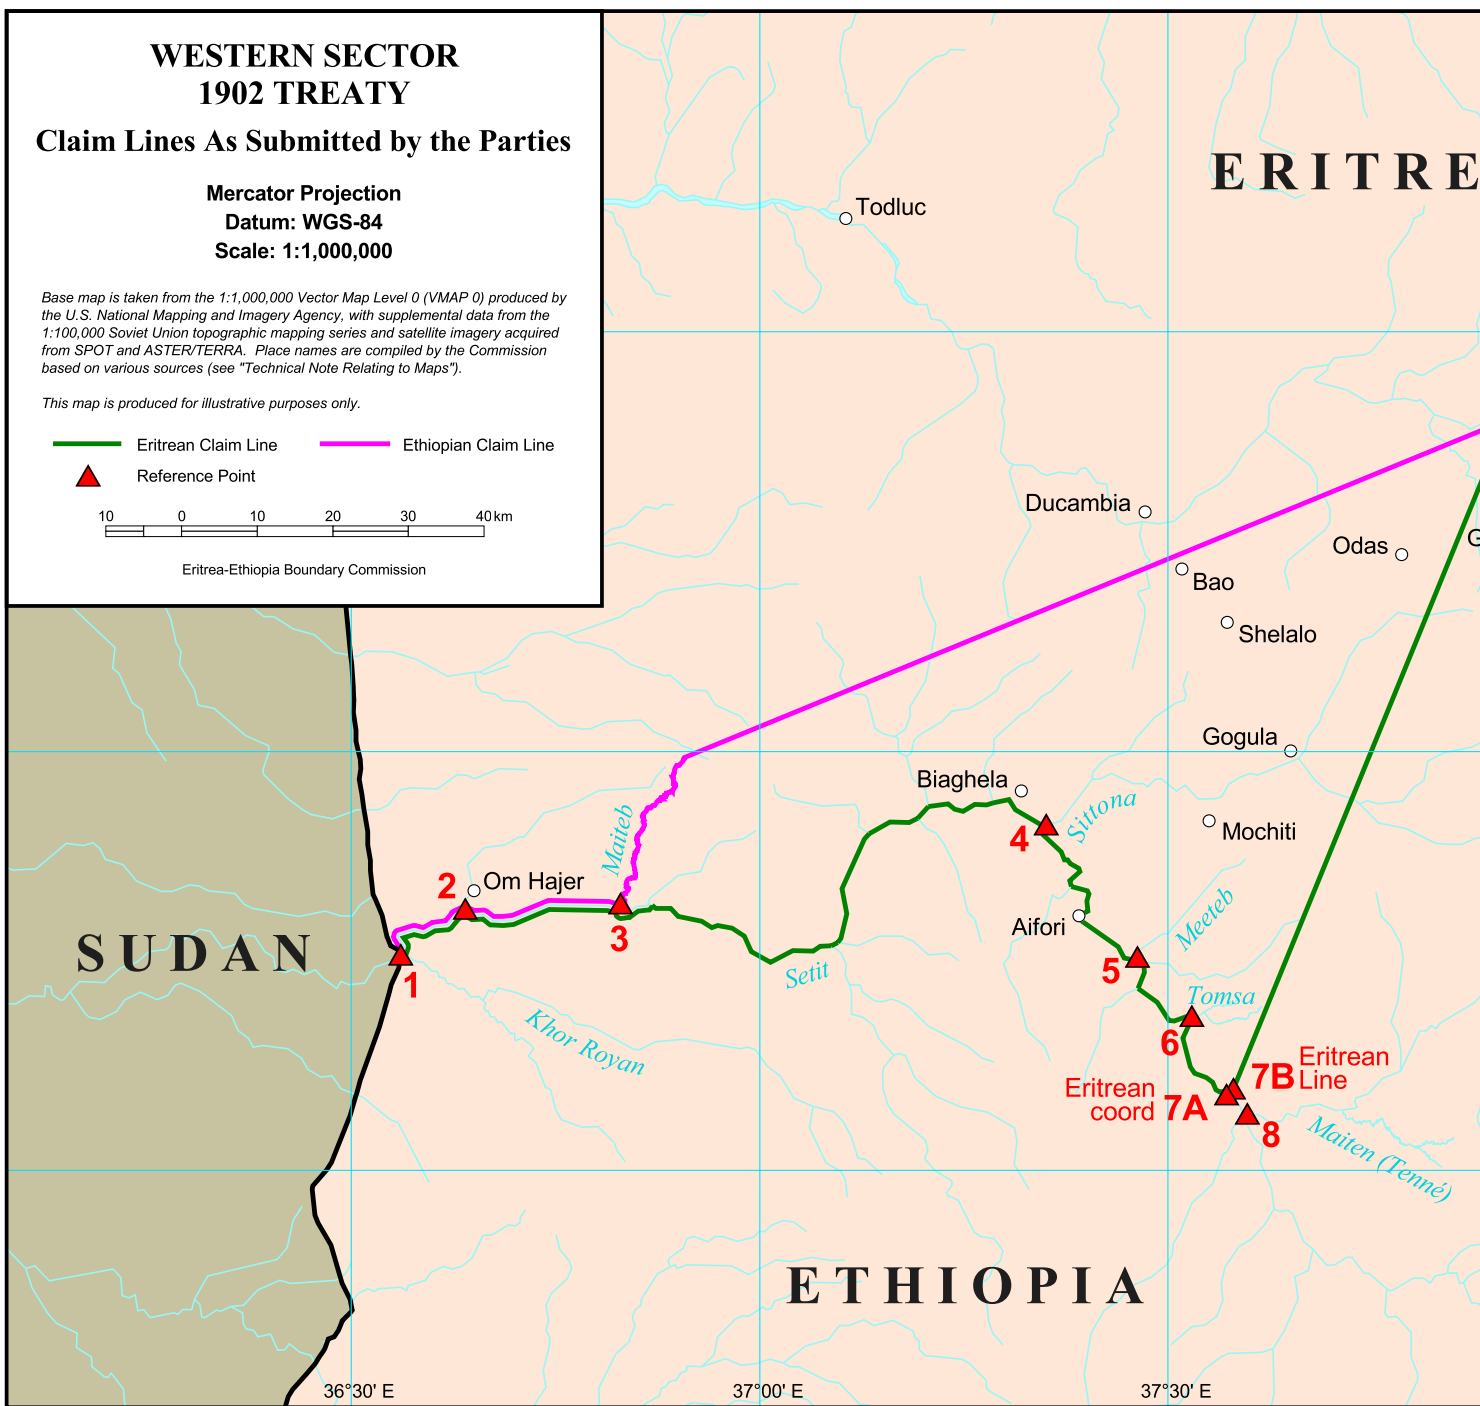 WESTERN SECTOR
1902 TREATY
Claim Lines As Submitted by the Parties
Mercator Projection
Datum: WGS-84
Scale: 1:1,000,000
Base map is taken from the 1:1,000,000 Vector Map Level 0 (VMAP 0) produced by
the U.S. National Mapping and Imagery Agency, with supplemental data from the
1:100,000 Soviet Union topographic mapping series and satellite imagery acquired
from SPOT and ASTER/TERRA. Place names are compiled by the Commission
based on various sources (see "Technical Note Relating to Maps").
This map is produced for illustrative purposes only.
Eritrean Claim Line
Ethiopian Claim Line
Reference Point
10 0 10 20 30 40 km
Eritrea-Ethiopia Boundary Commission
ERITRE
Todluc
Ducambia
Odas
G
Bao
Shelalo
Gogula
Biaghela
Sittona
Mochiti
4
Maiteb
2
Om Hajer
3
Aifori
Meeteb
SUDAN
1
Setit
5
Tomsa
Khor Royan
6
Eritrean
Line
7B
Eritrean
coord
7A
8
Maiten (Tenné)
ETHIOPIA
36°30' E
37°00' E
37°30' E